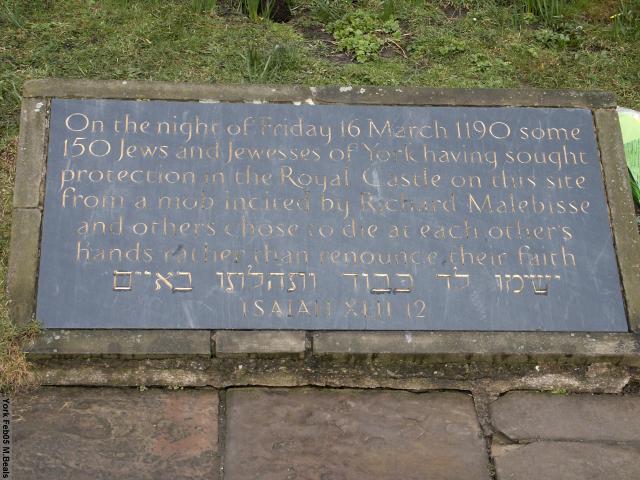 On the night of Friday 16 March 1190 some
150 Jews and Jewesses of York having sought
protection in the Royal Castle on this site
from a mob incited by Richard Malebisse
and others chose to die at each other's
hands rather than renounce their faith
ישימו לד כבוד ותהלתו באיים
ISAIAH XLII 12
York Feb05 M.Beals